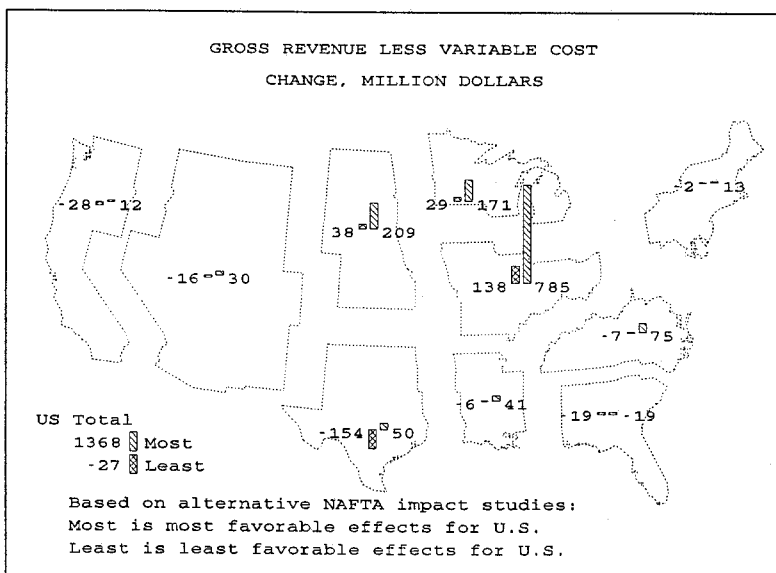 GROSS REVENUE LESS VARIABLE COST
CHANGE, MILLION DOLLARS
-28 12
-16 30
38 209
29 171
-2 13
138 785
-7 75
-6 41
-19 -19
-154 50
US Total
1368 Most
-27 Least
Based on alternative NAFTA impact studies:
Most is most favorable effects for U.S.
Least is least favorable effects for U.S.